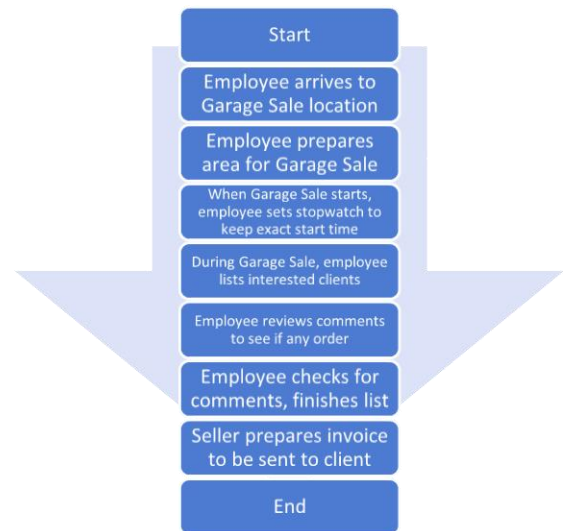 Start
Employee arrives to
Garage Sale location
Employee prepares
area for Garage Sale
When Garage Sale starts,
employee sets stopwatch to
keep exact start time
During Garage Sale, employee
lists interested clients
Employee reviews comments
to see if any order
Employee checks for
comments, finishes list
Seller prepares invoice
to be sent to client
End